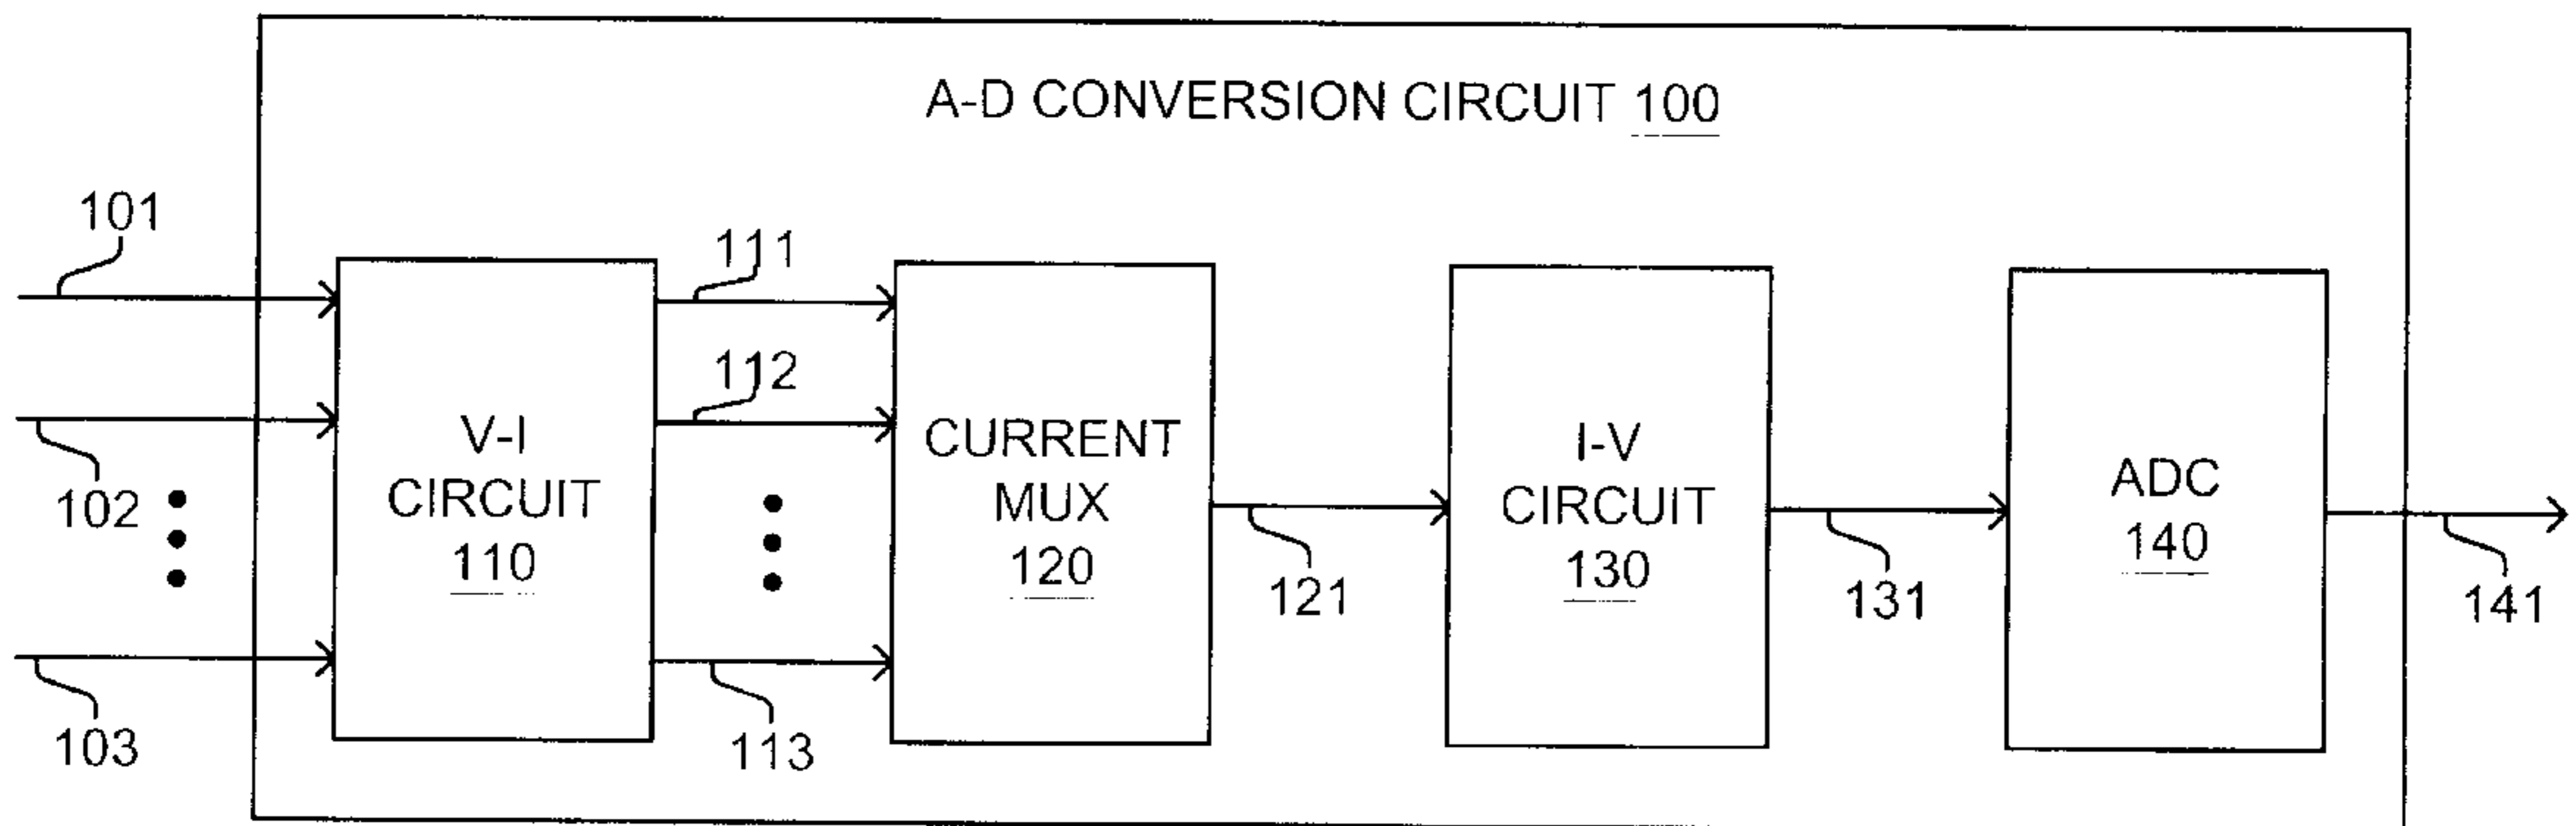 A-D CONVERSION CIRCUIT 100
101
102
103
V-I
CIRCUIT
110
111
112
113
CURRENT
MUX
120
121
I-V
CIRCUIT
130
131
ADC
140
141